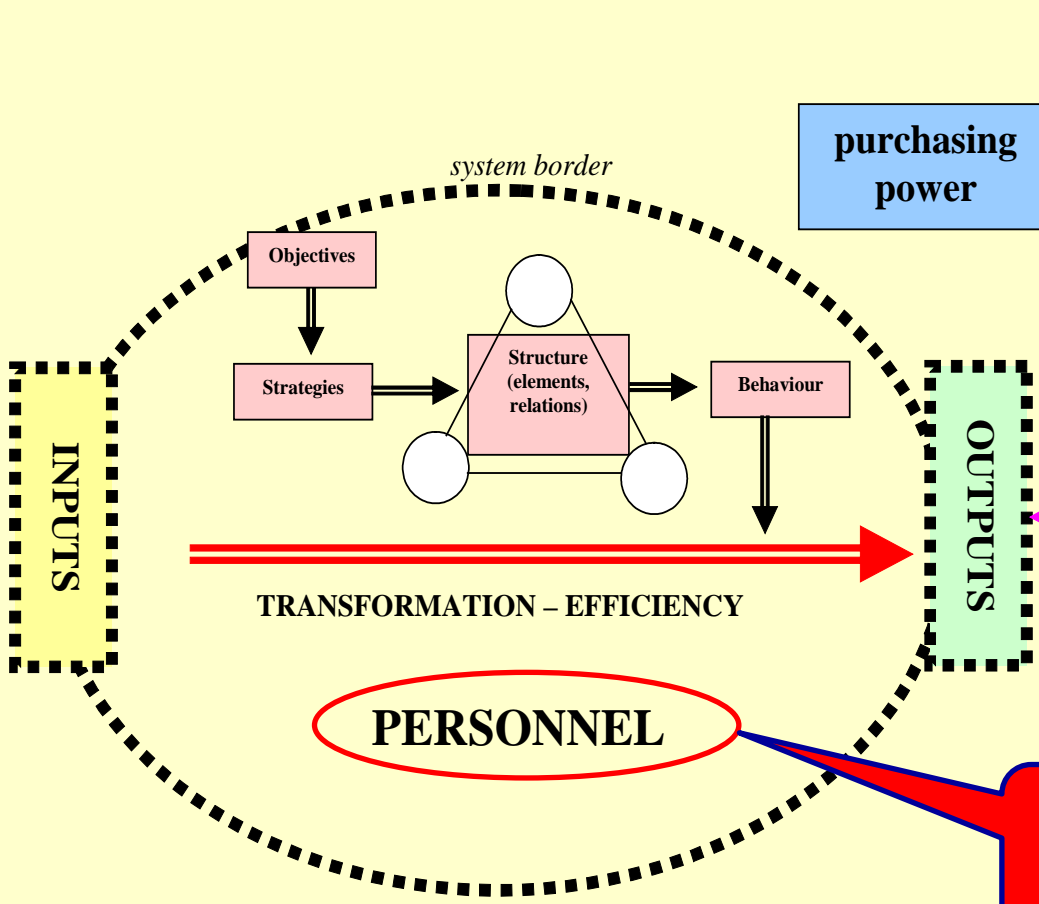 purchasing
power
system border
Objectives
Strategies
Structure
(elements,
relations)
Behaviour
INPUTS
OUTPUTS
TRANSFORMATION – EFFICIENCY
PERSONNEL